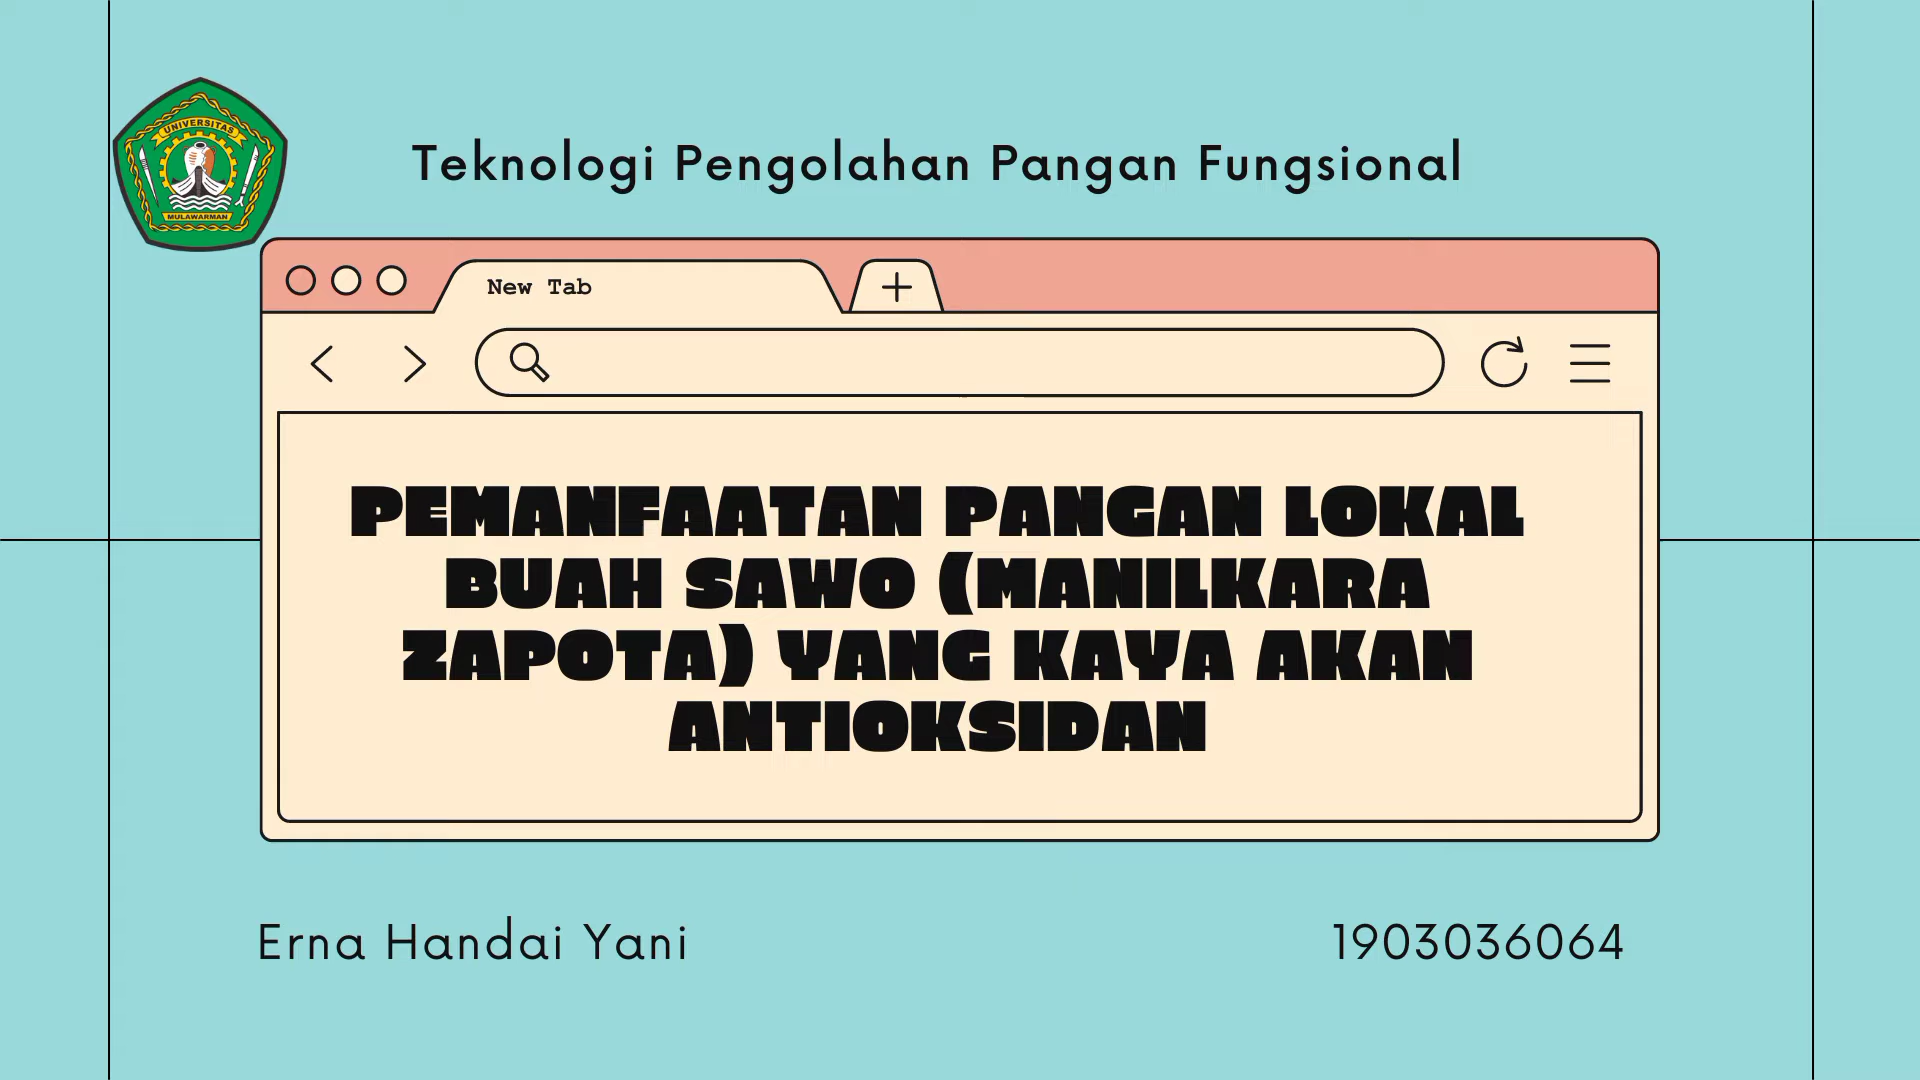 UNIVERSITAS
MULAWARMAN
Teknologi Pengolahan Pangan Fungsional
New Tab
PEMANFAATAN PANGAN LOKAL
BUAH SAWO (MANILKARA
ZAPOTA) YANG KAYA AKAN
ANTIOKSIDAN
Erna Handai Yani
1903036064